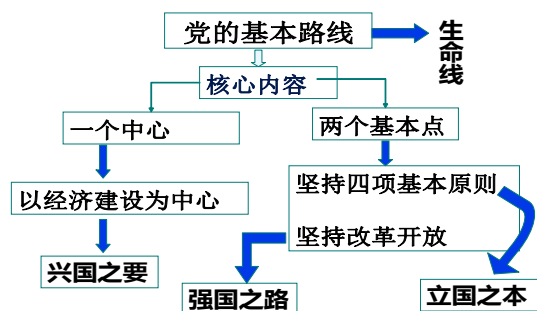 党的基本路线
生命线
核心内容
一个中心
两个基本点
以经济建设为中心
坚持四项基本原则
坚持改革开放
兴国之要
强国之路
立国之本